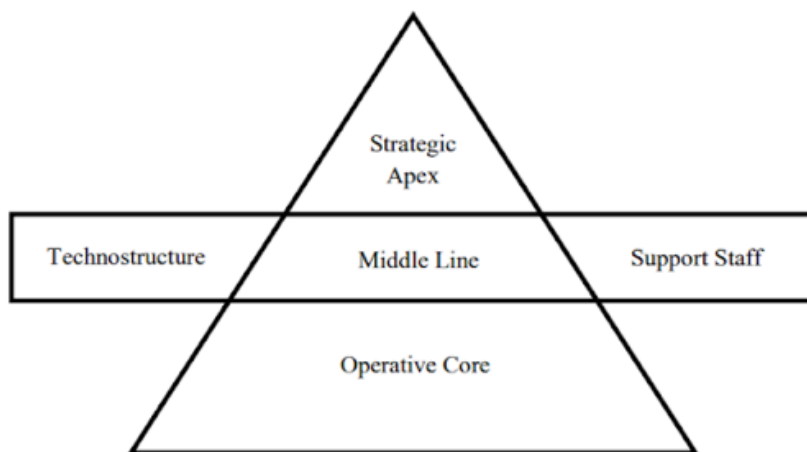 Strategic
Apex
Technostructure
Middle Line
Support Staff
Operative Core